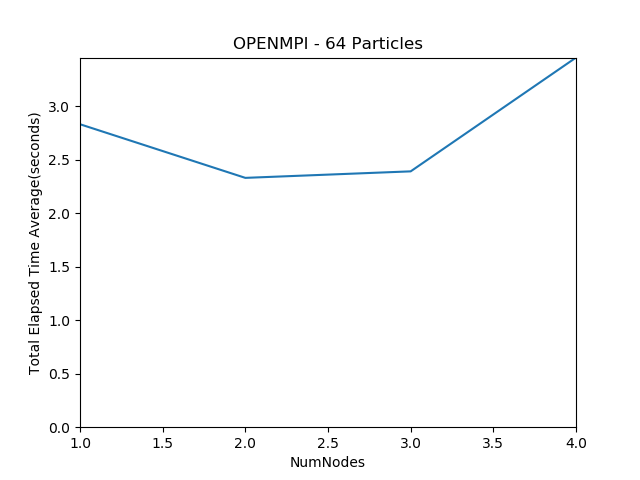 OPENMPI - 64 Particles
Total Elapsed Time Average(seconds)
3.0
2.5
2.0
1.5
1.0
0.5
0.0
1.0 1.5 2.0 2.5 3.0 3.5 4.0
NumNodes